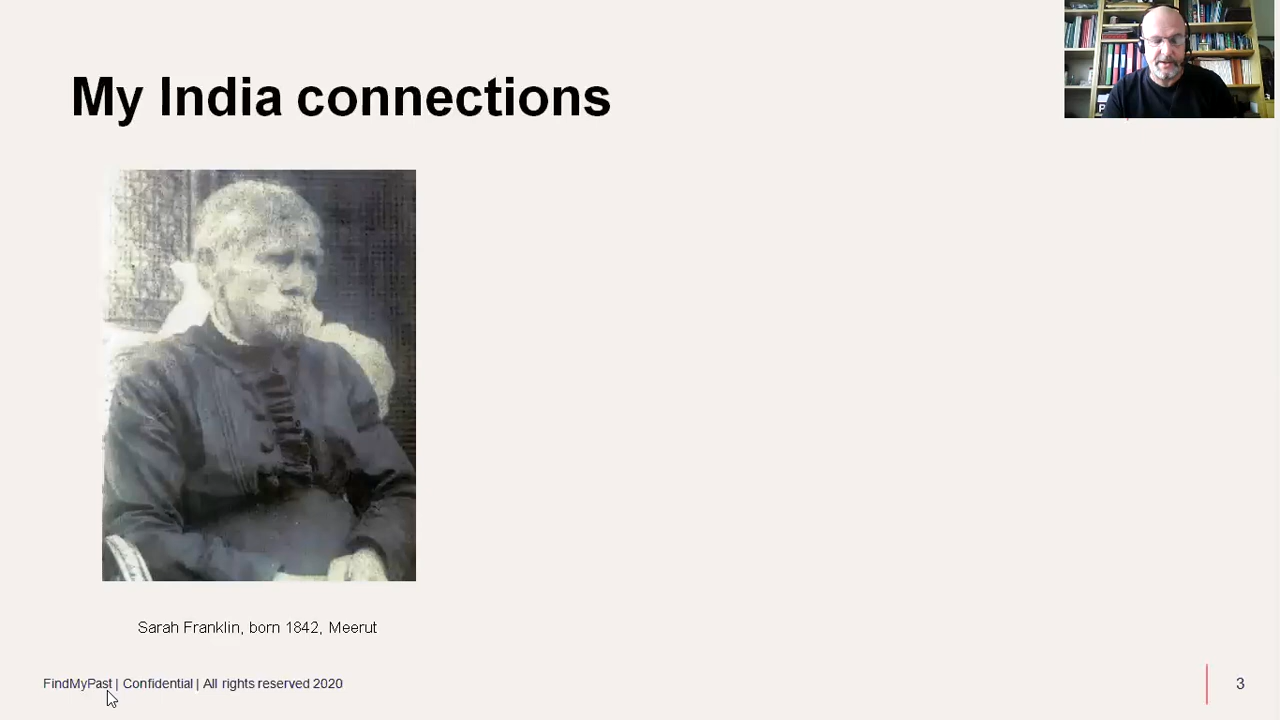 My India connections
Sarah Franklin, born 1842, Meerut
FindMyPast | Confidential | All rights reserved 2020
3